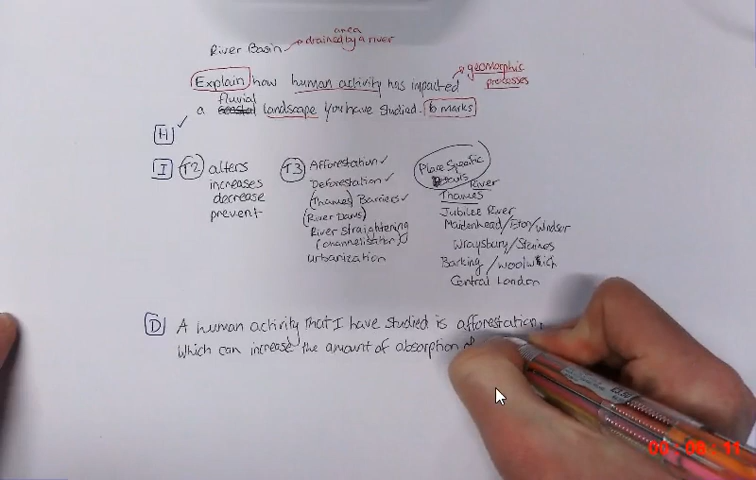 area
River Basin → drained by a river
Explain how human activity has impacted → geomorphic
processes
fluvial
a coastal landscape you have studied. 6 marks
H ✓
I T2 alters
increases
decrease
prevent
T3 Afforestation ✓
Deforestation ✓
(Thames) Barriers ✓
(River Dams)
River straightening
(channelisation)
urbanization
Place Specific
River
Thames
Jubilee River
Maidenhead/Eton/Windsor
Wraysbury/Staines
Barking/Woolwich
Central London
D A human activity that I have studied is afforestation,
which can increase the amount of absorption of
00:06:11